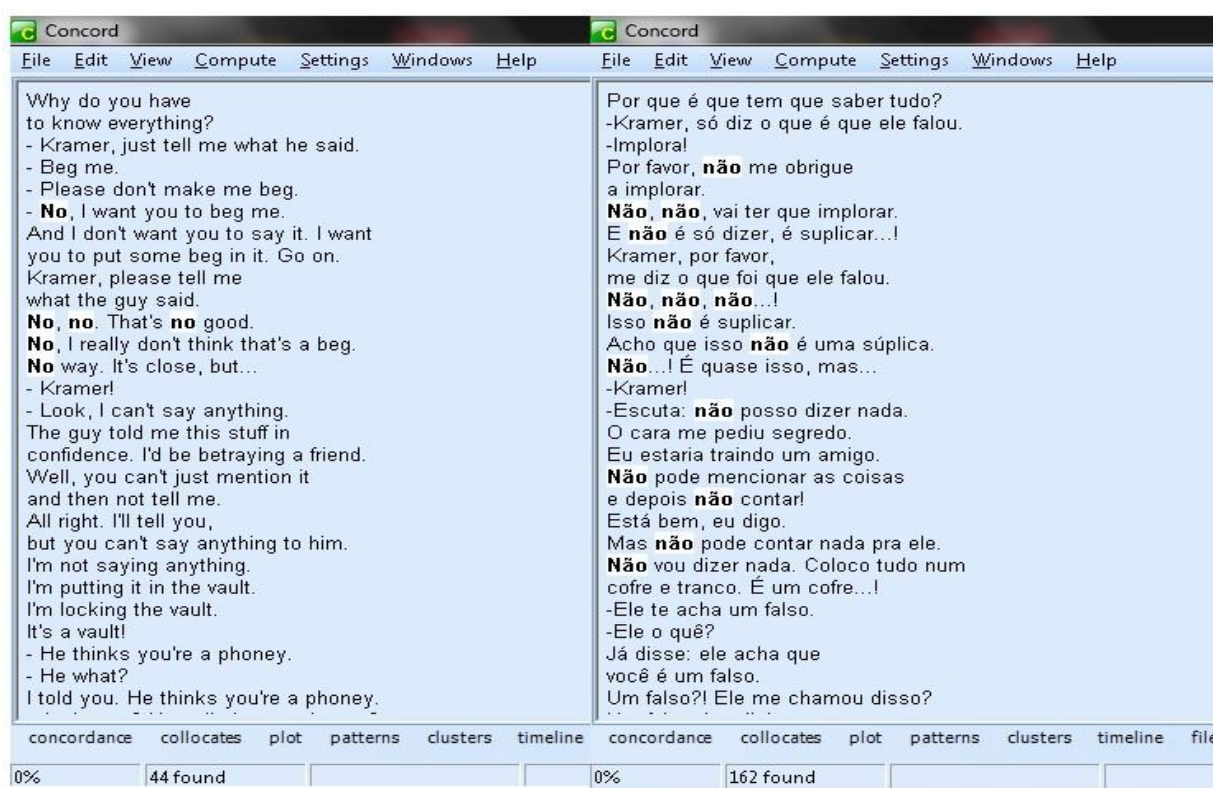 Concord
File Edit View Compute Settings Windows Help
Why do you have
to know everything?
- Kramer, just tell me what he said.
- Beg me.
- Please don't make me beg.
- No, I want you to beg me.
And I don't want you to say it. I want
you to put some beg in it. Go on.
Kramer, please tell me
what the guy said.
No, no. That's no good.
No, I really don't think that's a beg.
No way. It's close, but...
- Kramer!
- Look, I can't say anything.
The guy told me this stuff in
confidence. I'd be betraying a friend.
Well, you can't just mention it
and then not tell me.
All right. I'll tell you,
but you can't say anything to him.
I'm not saying anything.
I'm putting it in the vault.
I'm locking the vault.
It's a vault!
- He thinks you're a phoney.
- He what?
I told you. He thinks you're a phoney.
concordance collocates plot patterns clusters timeline
0% 44 found
Concord
File Edit View Compute Settings Windows Help
Por que é que tem que saber tudo?
-Kramer, só diz o que é que ele falou.
-Implora!
Por favor, não me obrigue
a implorar.
Não, não, vai ter que implorar.
E não é só dizer, é suplicar...!
Kramer, por favor,
me diz o que foi que ele falou.
Não, não, não...!
Isso não é suplicar.
Acho que isso não é uma súplica.
Não...! É quase isso, mas...
-Kramer!
-Escuta: não posso dizer nada.
O cara me pediu segredo.
Eu estaria traindo um amigo.
Não pode mencionar as coisas
e depois não contar!
Está bem, eu digo.
Mas não pode contar nada pra ele.
Não vou dizer nada. Coloco tudo num
cofre e tranco. É um cofre...!
-Ele te acha um falso.
-Ele o quê?
Já disse: ele acha que
você é um falso.
Um falso?! Ele me chamou disso?
concordance collocates plot patterns clusters timeline file
0% 162 found